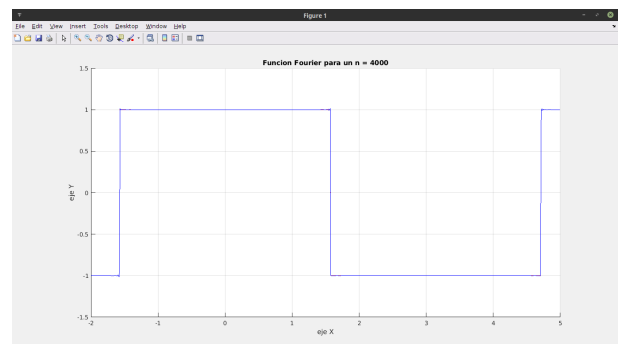 Figure 1
File Edit View Insert Tools Desktop Window Help
Funcion Fourier para un n = 4000
1.5
1
0.5
0
-0.5
-1
-1.5
eje Y
-2 -1 0 1 2 3 4 5
eje X